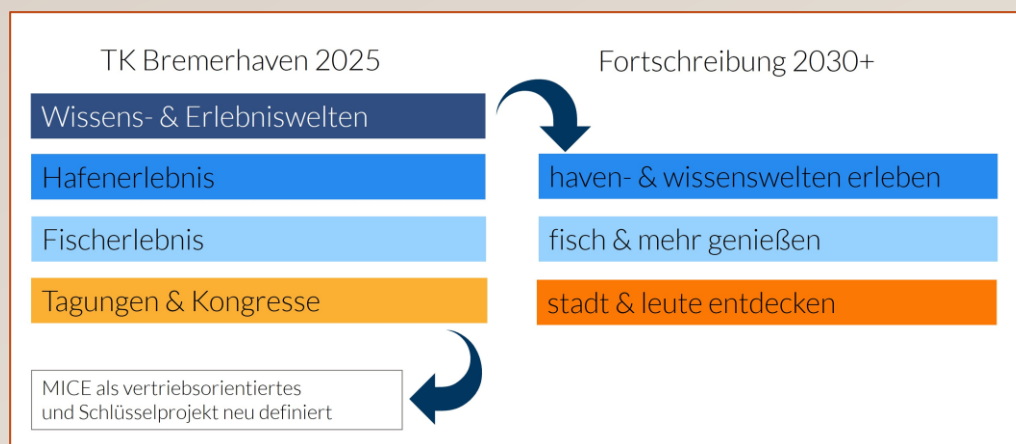 TK Bremerhaven 2025
Wissens- & Erlebniswelten
Hafenerlebnis
Fischerlebnis
Tagungen & Kongresse
MICE als vertriebsorientiertes
und Schlüsselprojekt neu definiert
Fortschreibung 2030+
haven- & wissenswelten erleben
fisch & mehr genießen
stadt & leute entdecken